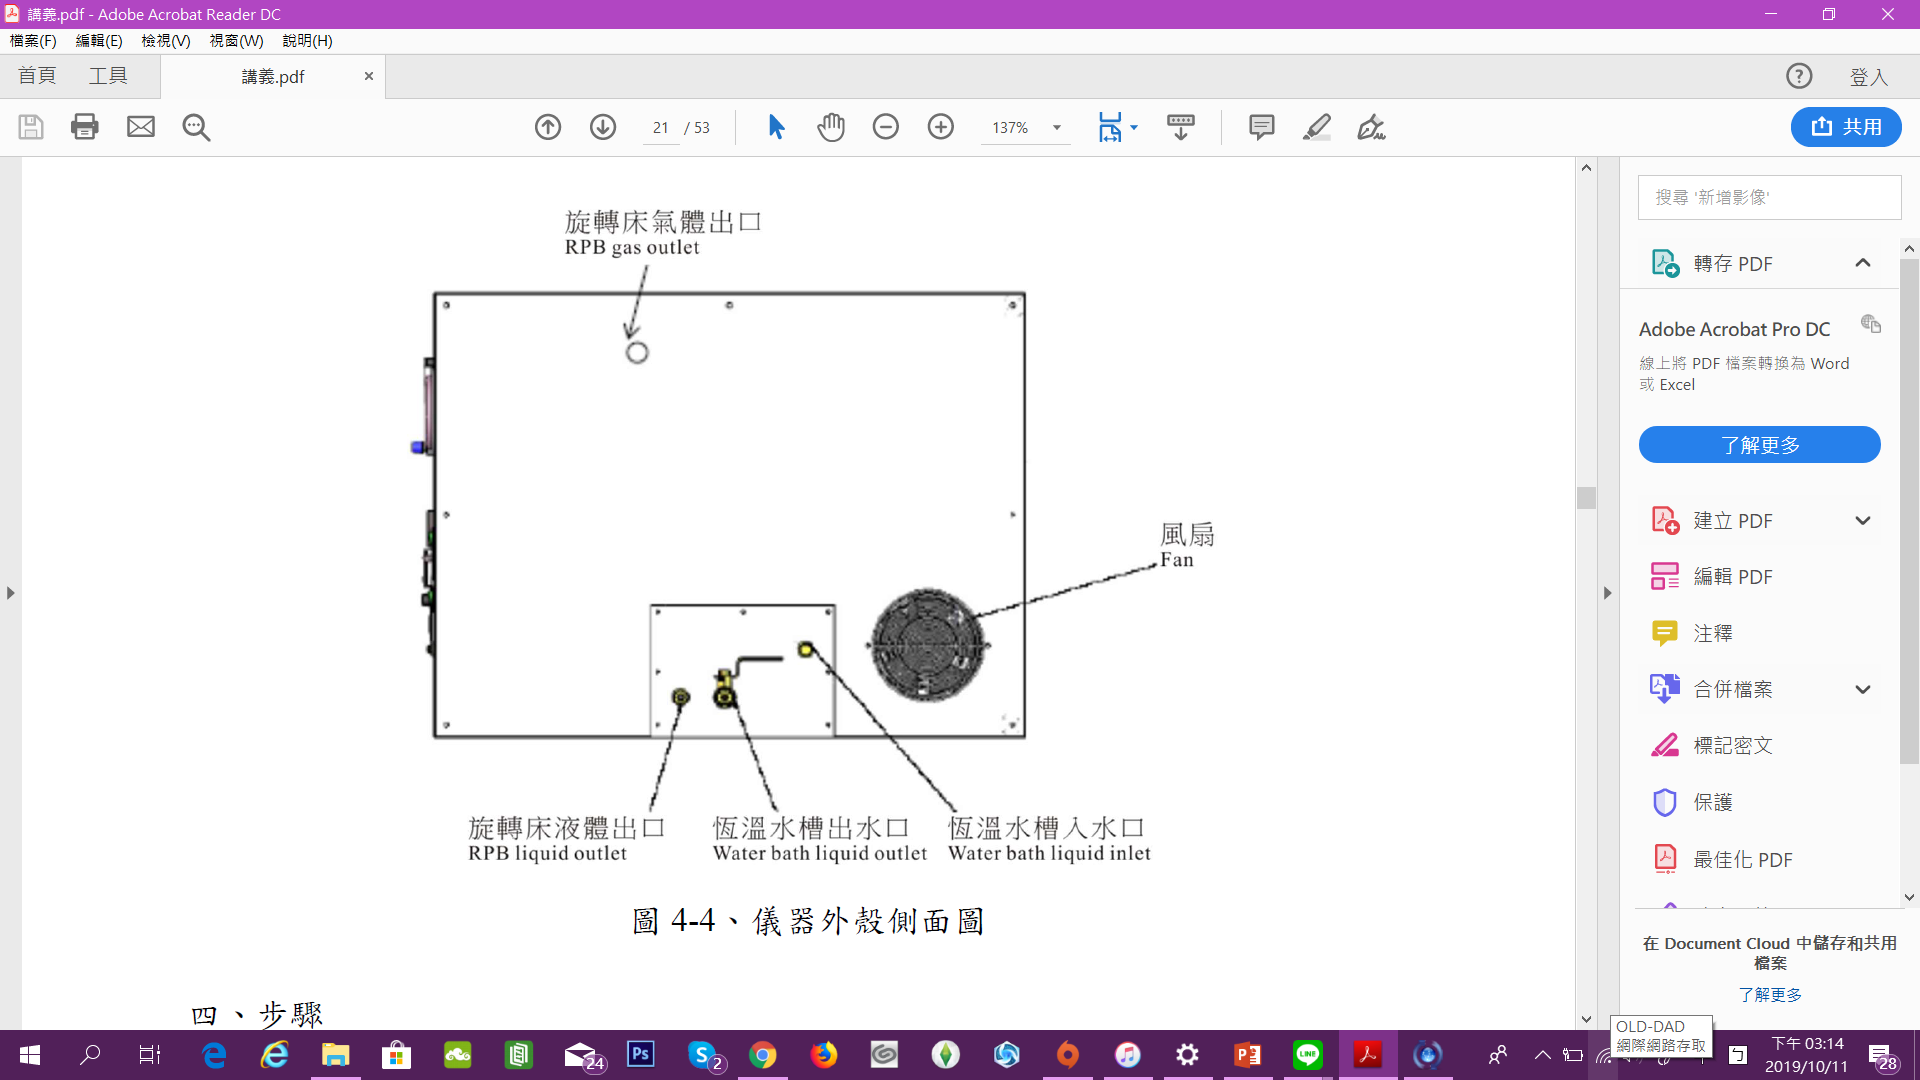 講義.pdf - Adobe Acrobat Reader DC
檔案(F) 編輯(E) 檢視(V) 視窗(W) 說明(H)
首頁 工具 講義.pdf × 登入
21 / 53 137% 共用
旋轉床氣體出口
RPB gas outlet
風扇
Fan
旋轉床液體出口
RPB liquid outlet
恆溫水槽出水口
Water bath liquid outlet
恆溫水槽入水口
Water bath liquid inlet
圖 4-4、儀器外殼側面圖
四、步驟
搜尋 '新增影像'
轉存 PDF
Adobe Acrobat Pro DC
線上將 PDF 檔案轉換為 Word
或 Excel
了解更多
建立 PDF
編輯 PDF
注釋
合併檔案
標記密文
保護
最佳化 PDF
在 Document Cloud 中儲存和共用
檔案
了解更多
OLD-DAD
網際網路存取
24
Ps
2
LINE
下午 03:14
2019/10/11
28